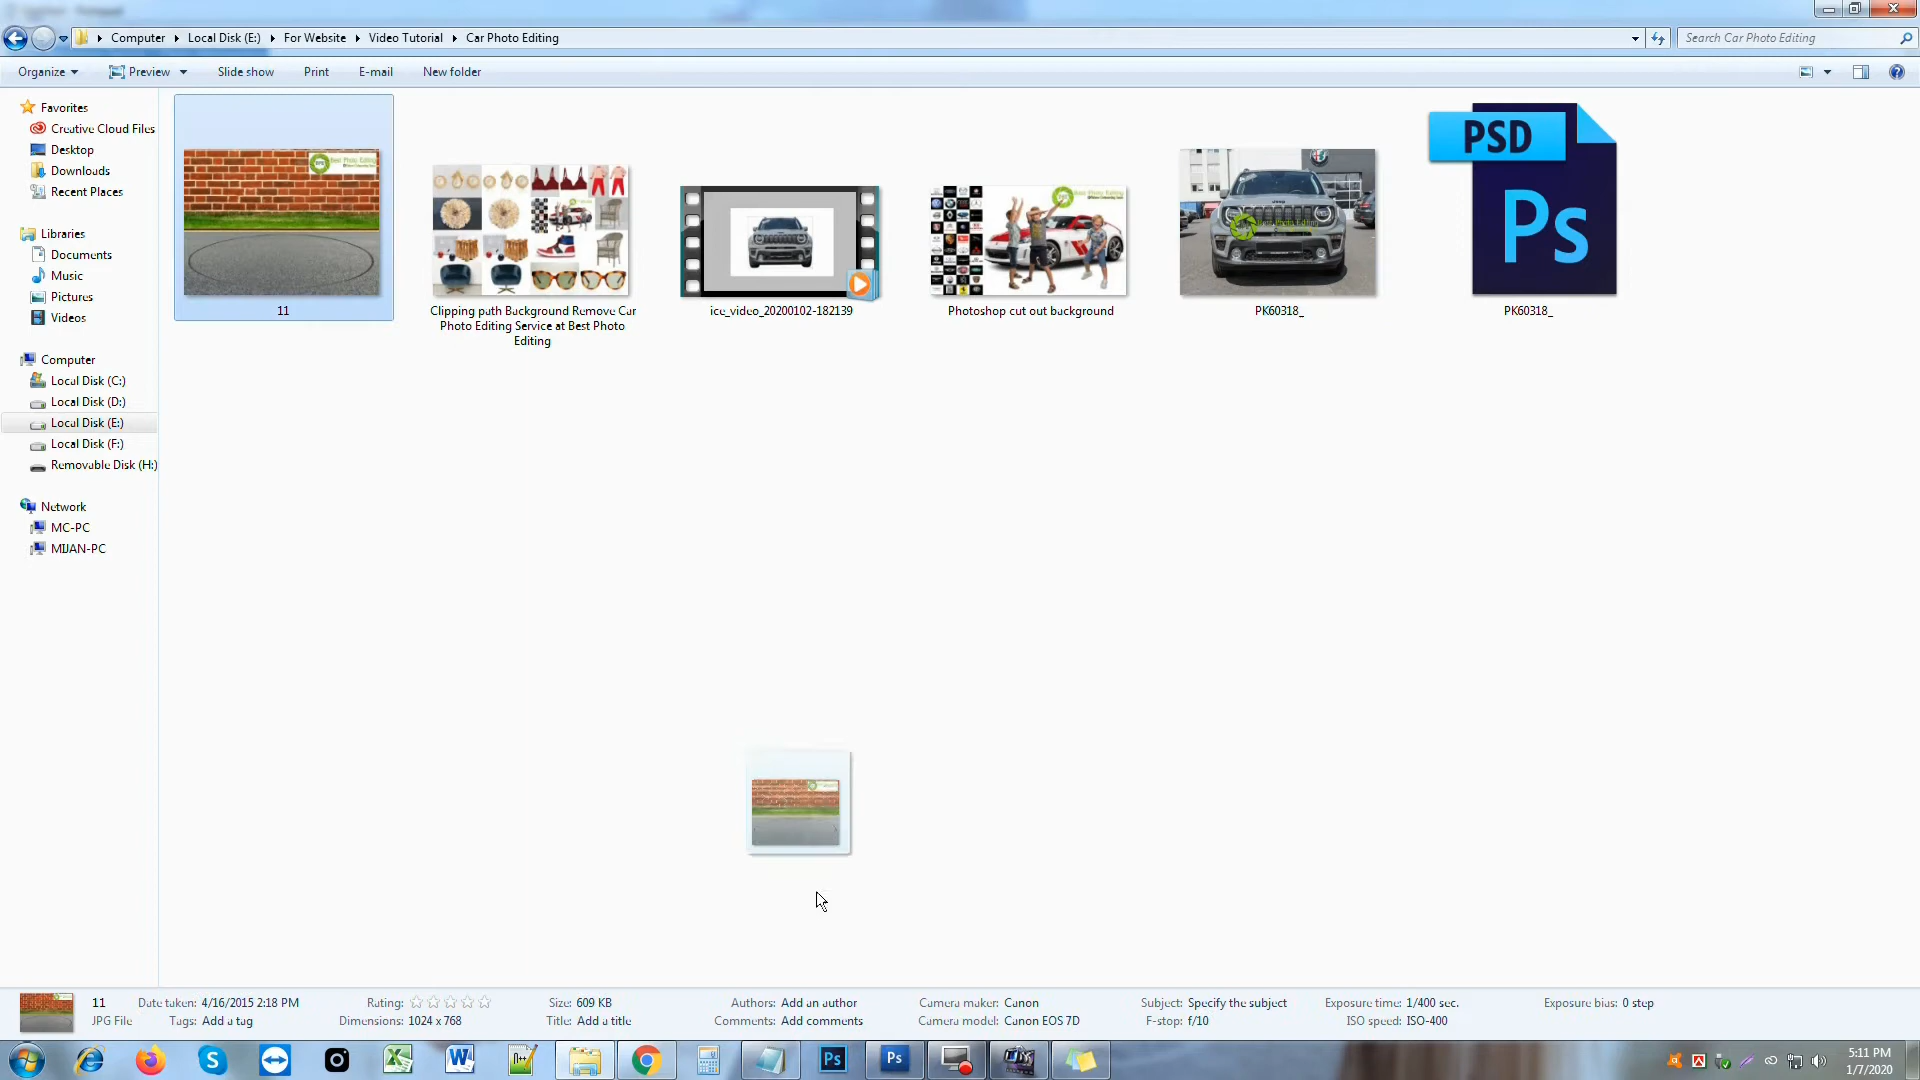 Computer Local Disk (E:) For Website Video Tutorial Car Photo Editing
Search Car Photo Editing
Organize Preview Slide show Print E-mail New folder
Favorites
Creative Cloud Files
Desktop
Downloads
Recent Places
Libraries
Documents
Music
Pictures
Videos
Computer
Local Disk (C:)
Local Disk (D:)
Local Disk (E:)
Local Disk (F:)
Removable Disk (H:)
Network
MC-PC
MIJAN-PC
Best Photo Editing
11
Clipping path Background Remove Car
Photo Editing Service at Best Photo
Editing
ice_video_20200102-182139
Photoshop cut out background
PK60318_
PSD
Ps
PK60318_
11 Date taken: 4/16/2015 2:18 PM Rating: Size: 609 KB Authors: Add an author Camera maker: Canon Subject: Specify the subject Exposure time: 1/400 sec. Exposure bias: 0 step
JPG File Tags: Add a tag Dimensions: 1024 x 768 Title: Add a title Comments: Add comments Camera model: Canon EOS 7D F-stop: f/10 ISO speed: ISO-400
Ps Ps
5:11 PM
1/7/2020